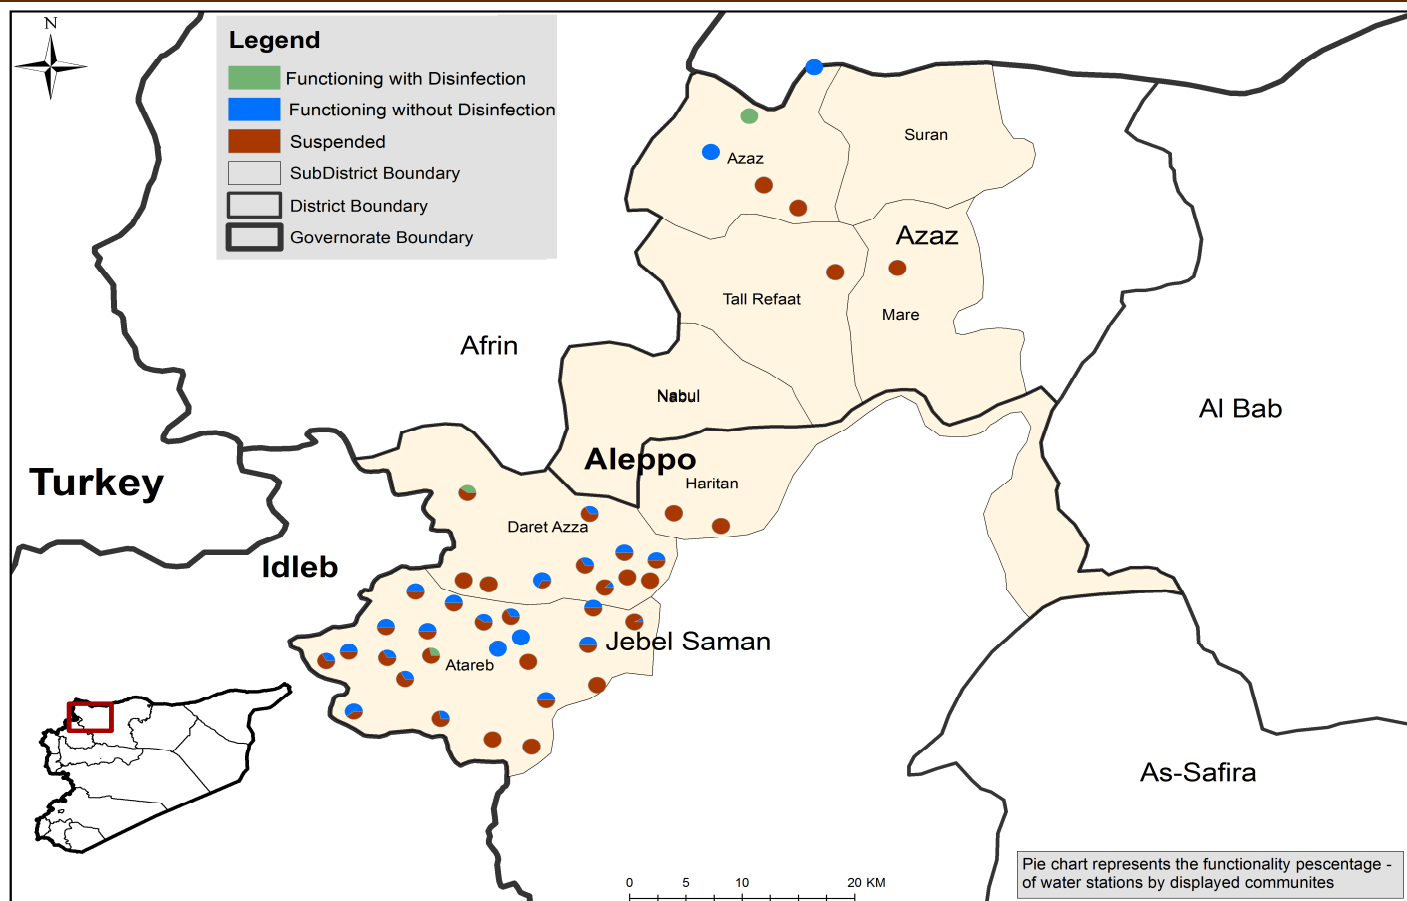 N
Legend
Functioning with Disinfection
Functioning without Disinfection
Suspended
SubDistrict Boundary
District Boundary
Governorate Boundary
Suran
Azaz
Azaz
Tall Refaat
Mare
Afrin
Nabul
Al Bab
Aleppo
Haritan
Turkey
Daret Azza
Idleb
Jebel Saman
Atareb
As-Safira
Pie chart represents the functionality pescentage -
of water stations by displayed communites
0 5 10 20 KM